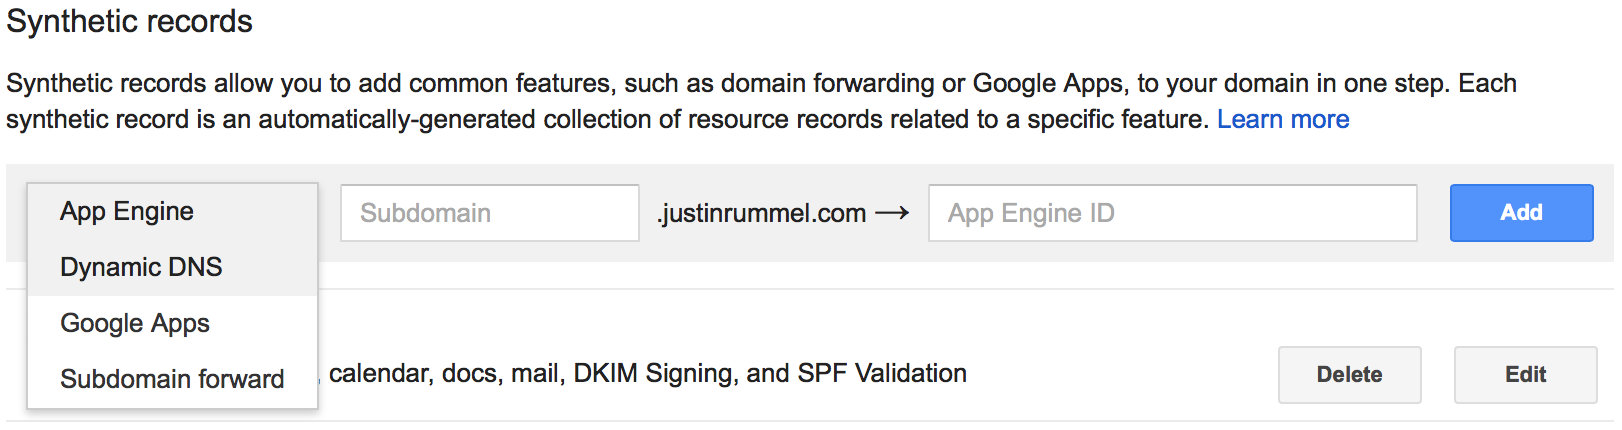 Synthetic records
Synthetic records allow you to add common features, such as domain forwarding or Google Apps, to your domain in one step. Each
synthetic record is an automatically-generated collection of resource records related to a specific feature. Learn more
App Engine
Subdomain
.justinrummel.com →
App Engine ID
Add
Dynamic DNS
Google Apps
Subdomain forward
, calendar, docs, mail, DKIM Signing, and SPF Validation
Delete
Edit